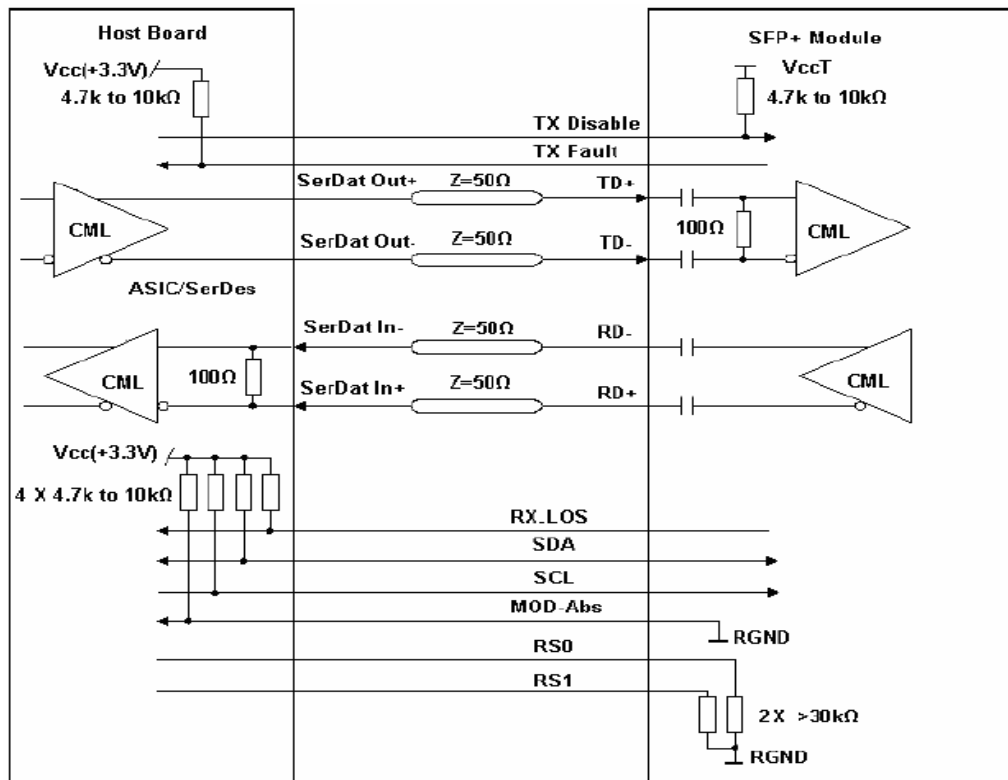 Host Board
SFP+ Module
Vcc(+3.3V)
4.7k to 10kΩ
VccT
4.7k to 10kΩ
TX Disable
TX Fault
SerDat Out+
Z=50Ω
TD+
CML
100Ω
CML
SerDat Out-
Z=50Ω
TD-
ASIC/SerDes
SerDat In-
Z=50Ω
RD-
100Ω
CML
CML
SerDat In+
Z=50Ω
RD+
Vcc(+3.3V)
4 X 4.7k to 10kΩ
RX_LOS
SDA
SCL
MOD-Abs
RGND
RS0
RS1
2X >30kΩ
RGND